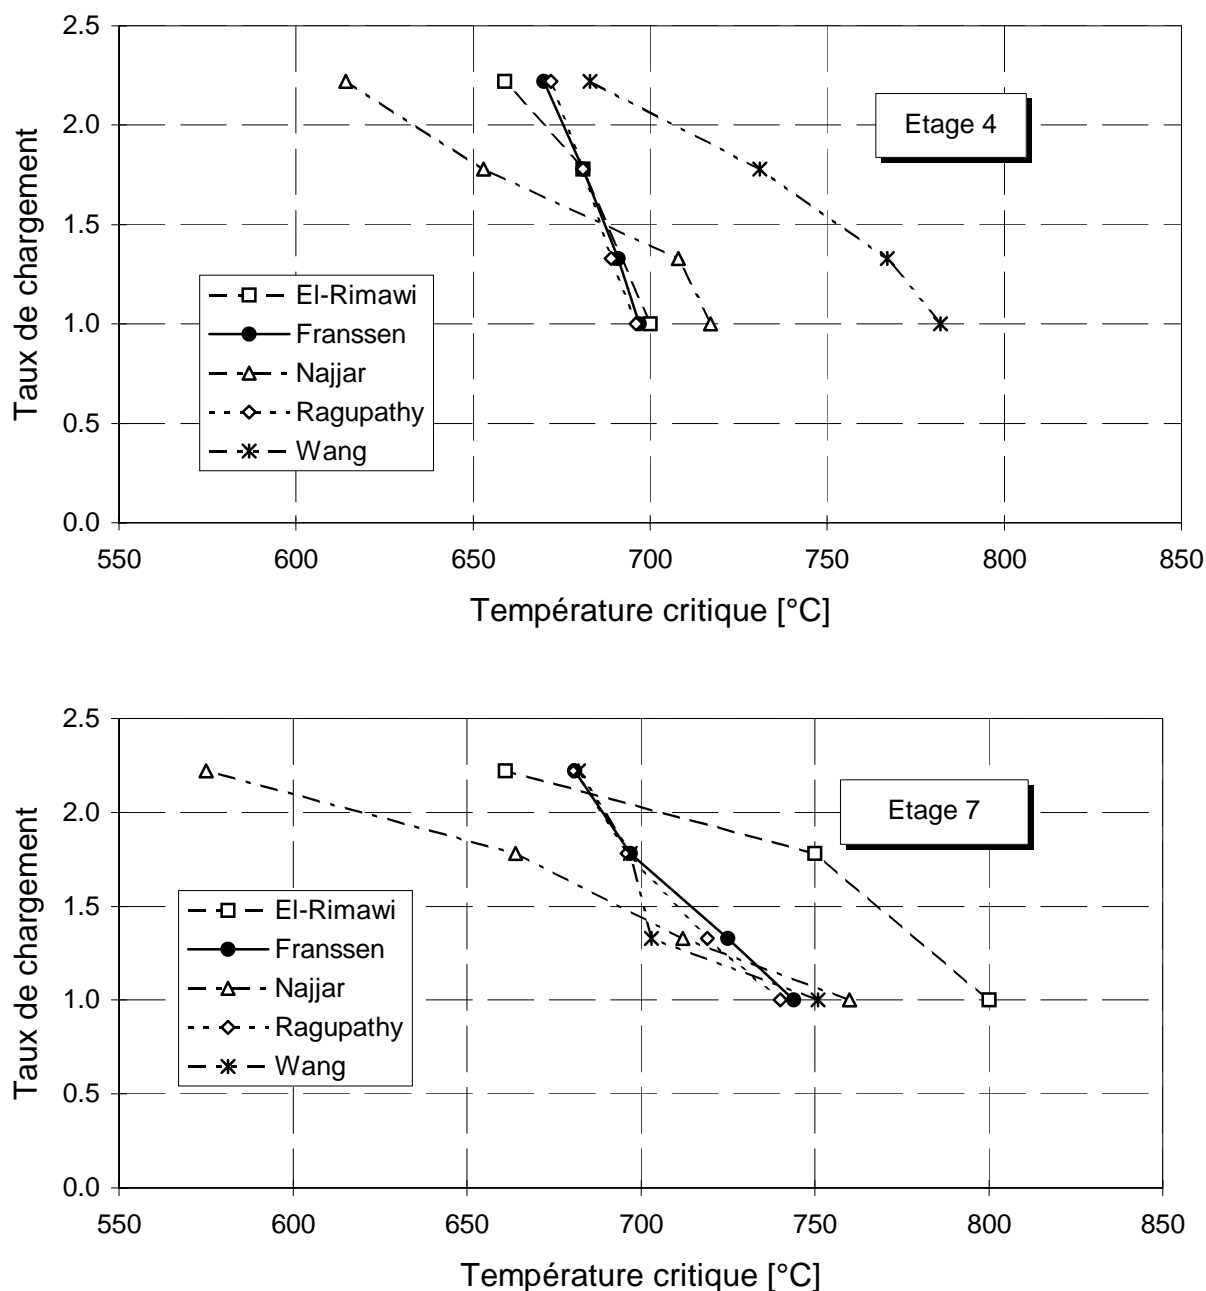 2.5
2.0
1.5
1.0
0.5
0.0
Taux de chargement
Etage 4
El-Rimawi
Franssen
Najjar
Ragupathy
Wang
550 600 650 700 750 800 850
Température critique [°C]
2.5
2.0
1.5
1.0
0.5
0.0
Taux de chargement
Etage 7
El-Rimawi
Franssen
Najjar
Ragupathy
Wang
550 600 650 700 750 800 850
Température critique [°C]